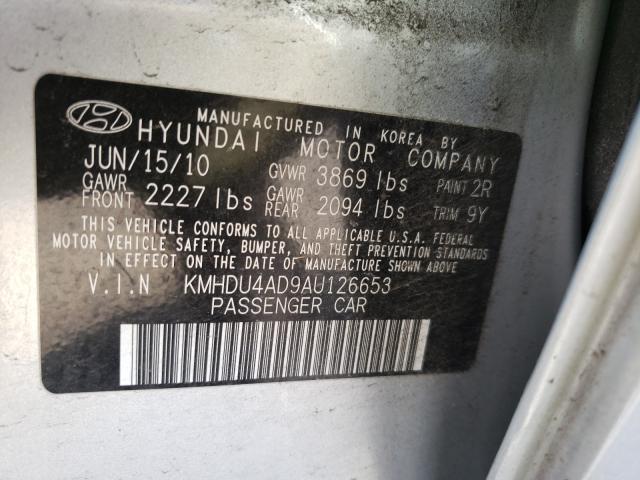 MANUFACTURED IN KOREA BY
HYUNDAI MOTOR COMPANY
JUN/15/10 GVWR 3869 lbs PAINT 2R
GAWR FRONT 2227 lbs GAWR REAR 2094 lbs TRIM 9Y
THIS VEHICLE CONFORMS TO ALL APPLICABLE U.S.A. FEDERAL
MOTOR VEHICLE SAFETY, BUMPER, AND THEFT PREVENTION STANDARDS
IN EFFECT ON THE DATE OF MANUFACTURE SHOWN ABOVE
V.I.N KMHDU4AD9AU126653
PASSENGER CAR